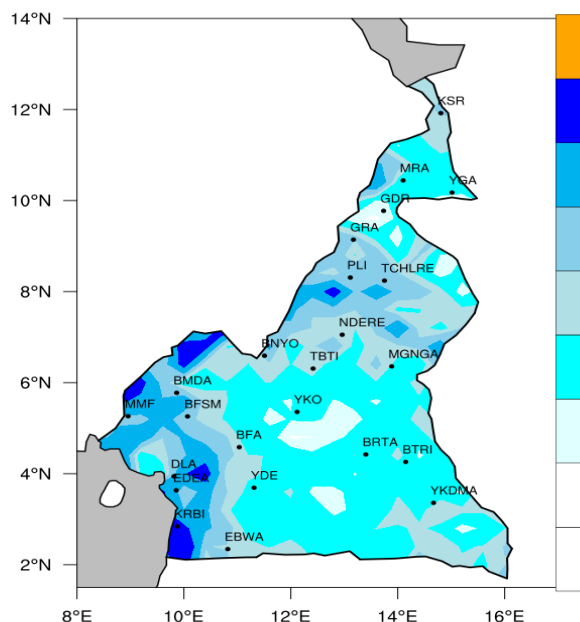 14°N
KSR
12°N
MRA
YGA
10°N
GDR
GRA
PLI
TCHLRE
8°N
NDERE
BNYO
TBTI
MGNGA
6°N
BMDA
YKO
MMF
BFSM
BFA
BRTA
BTRI
4°N
DLA
EDEA
YDE
YKDMA
KRBI
EBWA
2°N
8°E 10°E 12°E 14°E 16°E